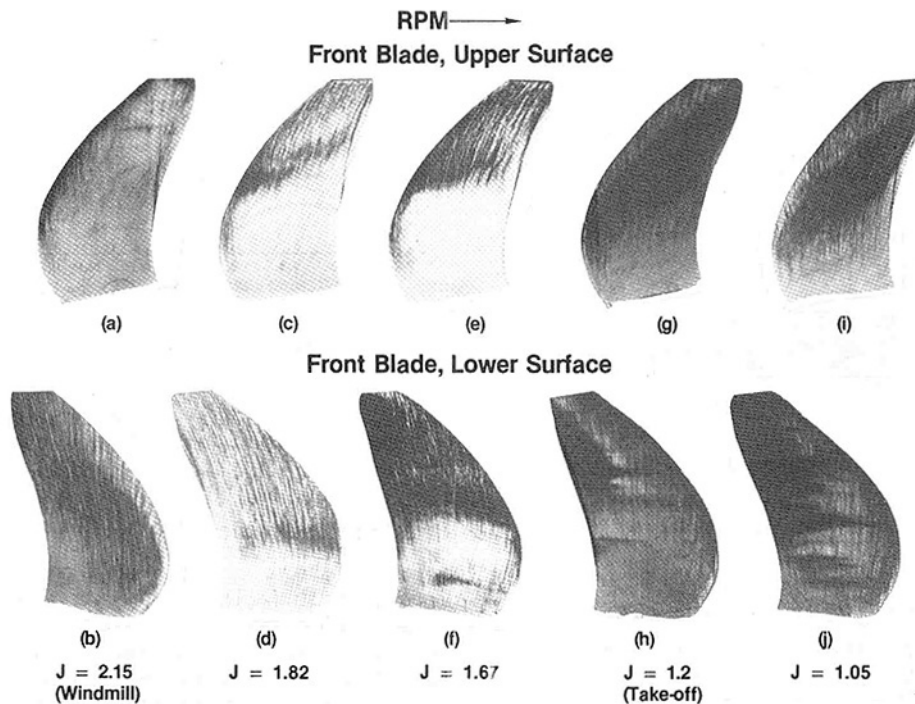 RPM
Front Blade, Upper Surface
(a) (c) (e) (g) (i)
Front Blade, Lower Surface
(b) (d) (f) (h) (j)
J = 2.15 J = 1.82 J = 1.67 J = 1.2 J = 1.05
(Windmill) (Take-off)